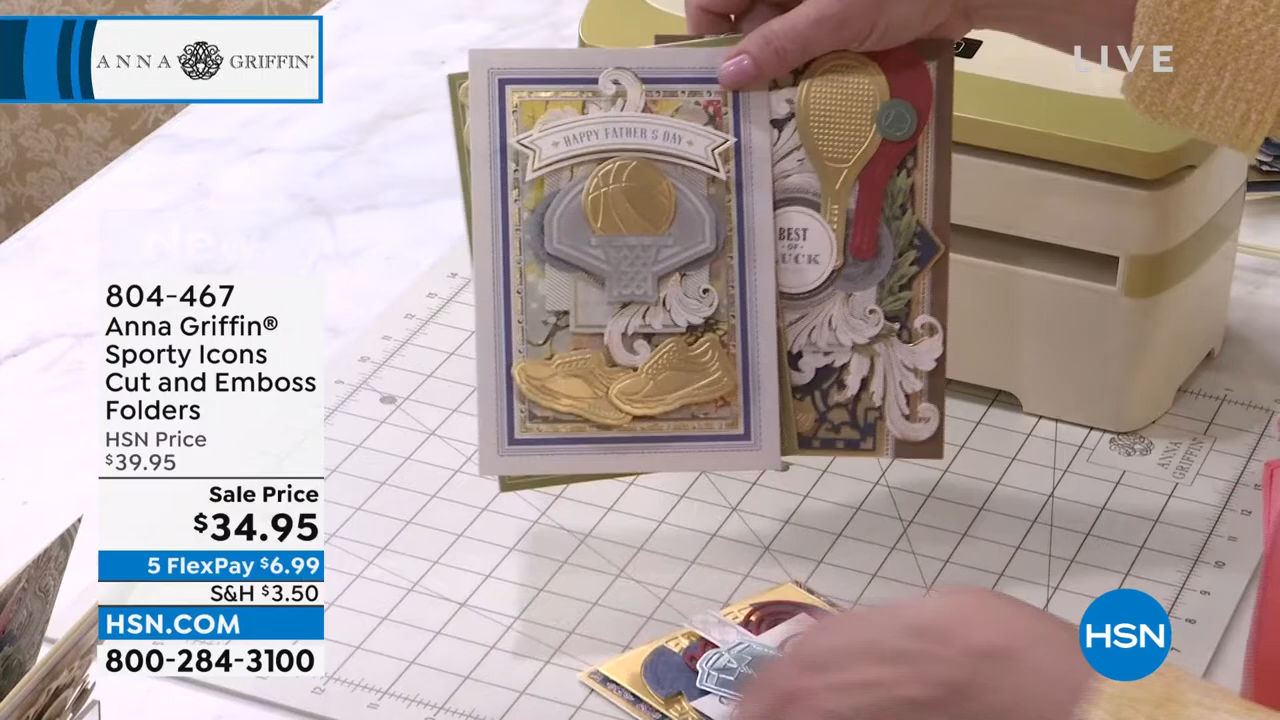 ANNA GRIFFIN®
LIVE
New
804-467
Anna Griffin®
Sporty Icons
Cut and Emboss
Folders
HSN Price
$39.95
Sale Price
$34.95
5 FlexPay $6.99
S&H $3.50
HSN.COM
800-284-3100
HAPPY FATHER'S DAY
BEST
OF
LUCK
ANNA
GRIFFIN
HSN